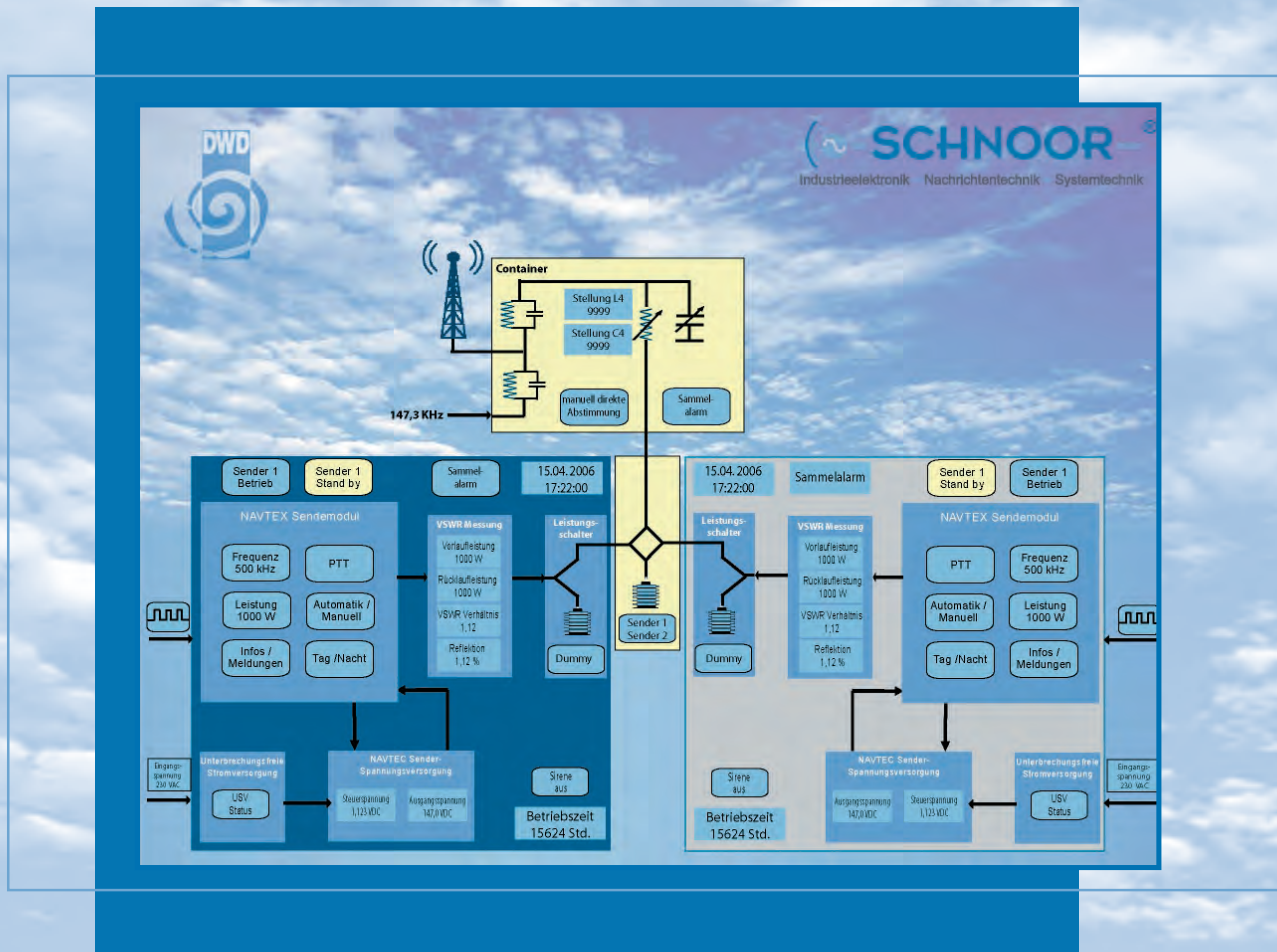 DWD
SCHNOOR ®
Industrieelektronik Nachrichtentechnik Systemtechnik
Container
Stellung L4
9999
Stellung C4
9999
manuell direkte
Abstimmung
Sammel-
alarm
147,3 KHz
Sender 1
Betrieb
Sender 1
Stand by
Sammel-
alarm
15.04.2006
17:22:00
NAVTEX Sendemodul
Frequenz
500 kHz
PTT
Leistung
1000 W
Automatik /
Manuell
Infos /
Meldungen
Tag /Nacht
VSWR Messung
Vorlaufleistung
1000 W
Rücklaufleistung
1000 W
VSWR Verhältnis
1,12
Reflektion
1,12 %
Leistungs-
schalter
Dummy
Sender 1
Sender 2
Unterbrechungsfreie
Stromversorgung
USV
Status
NAVTEC Sender-
Spannungsversorgung
Steuerspannung
1,123 VDC
Ausgangsspannung
147,0 VDC
Sirene
aus
Betriebszeit
15624 Std.
Eingangs-
spannung
230 VAC
15.04.2006
17:22:00
Sammelalarm
Sender 1
Stand by
Sender 1
Betrieb
Leistungs-
schalter
Dummy
VSWR Messung
Vorlaufleistung
1000 W
Rücklaufleistung
1000 W
VSWR Verhältnis
1,12
Reflektion
1,12 %
NAVTEX Sendemodul
PTT
Frequenz
500 kHz
Automatik /
Manuell
Leistung
1000 W
Tag /Nacht
Infos /
Meldungen
Sirene
aus
Betriebszeit
15624 Std.
NAVTEC Sender-
Spannungsversorgung
Ausgangsspannung
147,0 VDC
Steuerspannung
1,123 VDC
Unterbrechungsfreie
Stromversorgung
USV
Status
Eingangs-
spannung
230 VAC